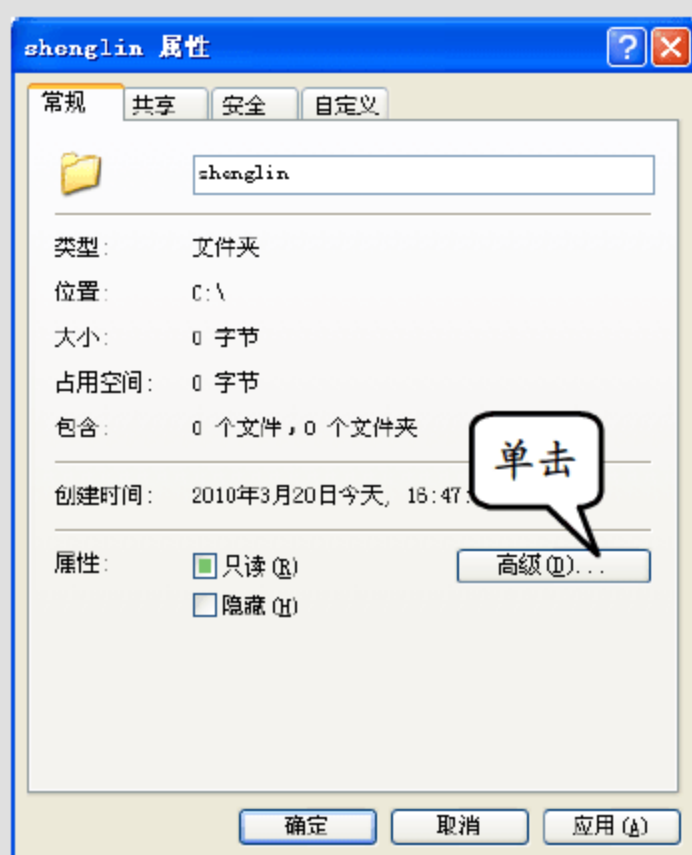 shenglin 属性
常规 共享 安全 自定义
shenglin
类型: 文件夹
位置: C:\
大小: 0 字节
占用空间: 0 字节
包含: 0 个文件,0 个文件夹
单击
创建时间: 2010年3月20日今天, 16:47:
属性: 只读(R) 高级(D)...
隐藏(H)
确定 取消 应用(A)